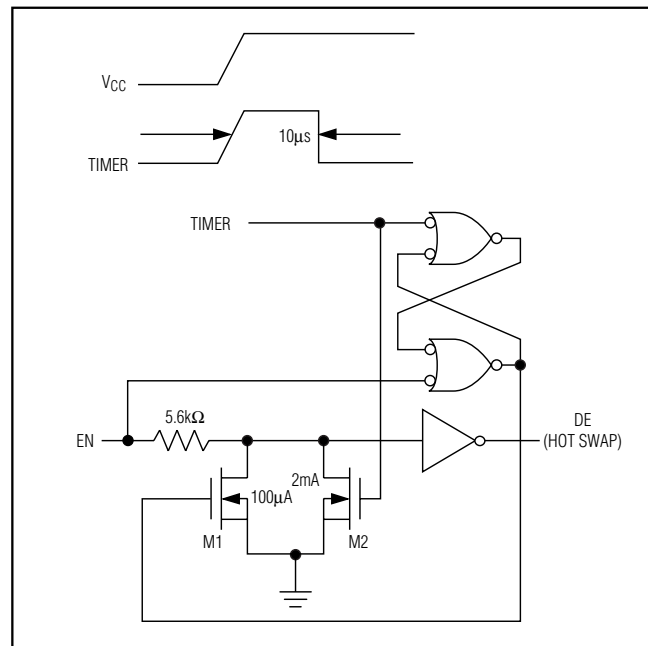 VCC
10μs
TIMER
TIMER
5.6kΩ
EN
DE
(HOT SWAP)
2mA
100μA
M1
M2